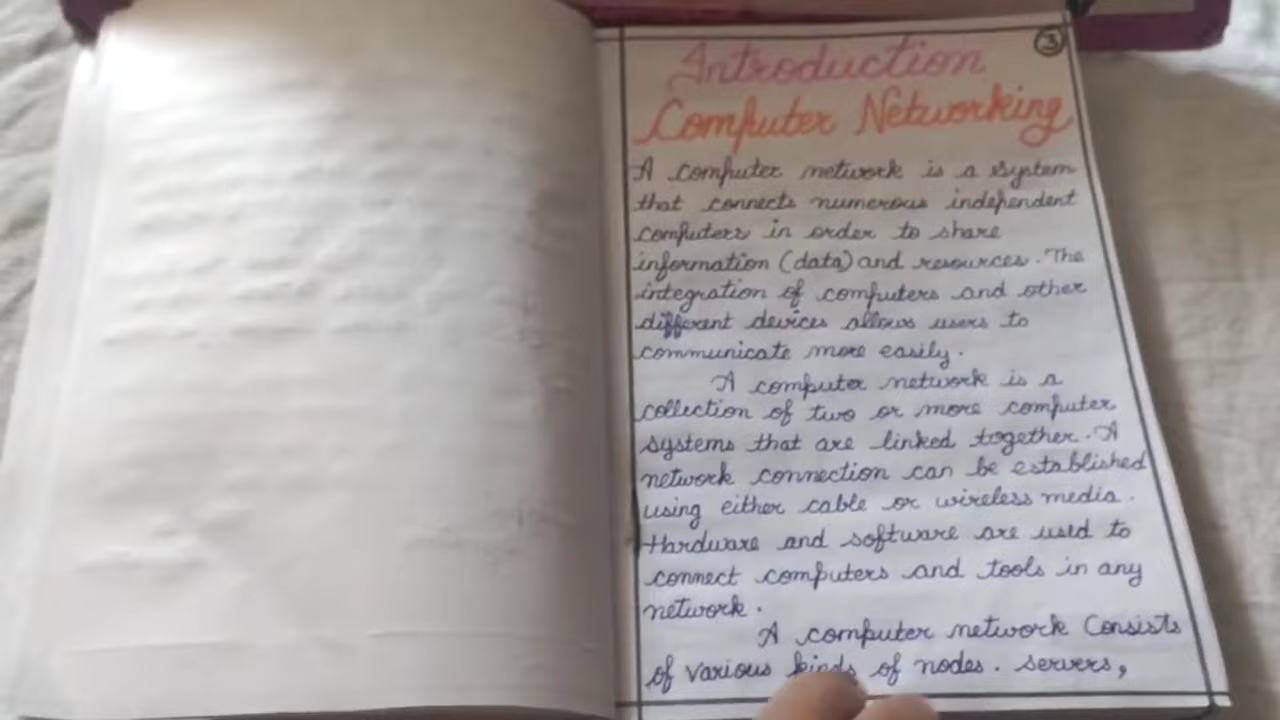 3
Introduction
Computer Networking
A computer network is a system
that connects numerous independent
computers in order to share
information (data) and resources. The
integration of computers and other
different devices allows users to
communicate more easily.
A computer network is a
collection of two or more computer
systems that are linked together. A
network connection can be established
using either cable or wireless media.
Hardware and software are used to
connect computers and tools in any
network.
A computer network Consists
of various kinds of nodes. servers,